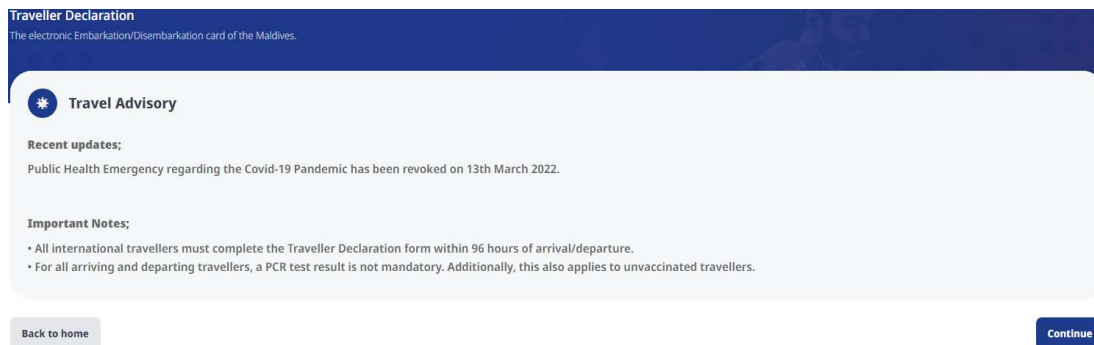 Traveller Declaration
The electronic Embarkation/Disembarkation card of the Maldives.
Travel Advisory
Recent updates;
Public Health Emergency regarding the Covid-19 Pandemic has been revoked on 13th March 2022.
Important Notes;
• All international travellers must complete the Traveller Declaration form within 96 hours of arrival/departure.
• For all arriving and departing travellers, a PCR test result is not mandatory. Additionally, this also applies to unvaccinated travellers.
Back to home
Continue